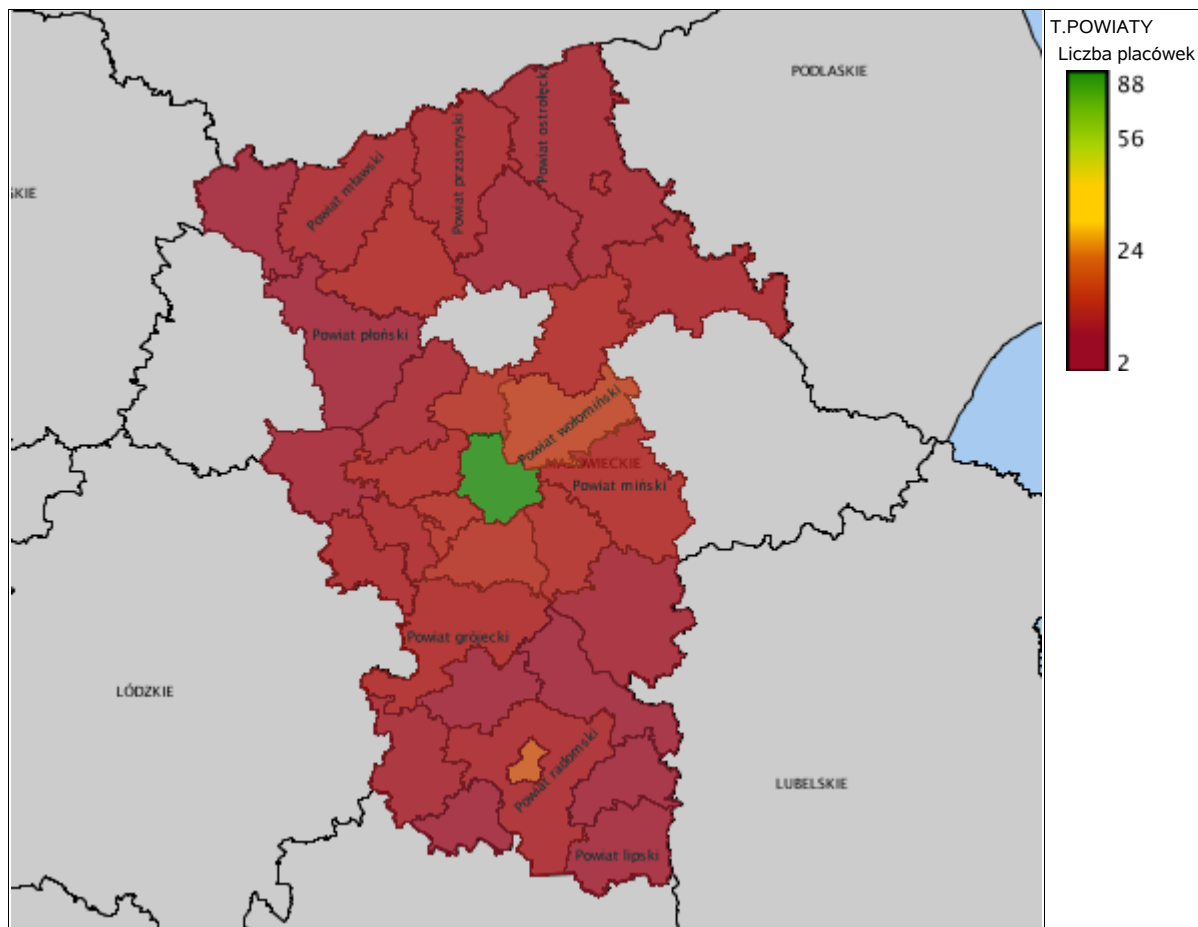 T.POWIATY
Liczba placówek
88
56
24
2
PODLASKIE
SKIE
Powiat mławski
Powiat przasnyski
Powiat ostrołęcki
Powiat płoński
Powiat wołomiński
MAZOWIECKIE
Powiat miński
Powiat grójecki
ŁÓDZKIE
Powiat radomski
LUBELSKIE
Powiat lipski